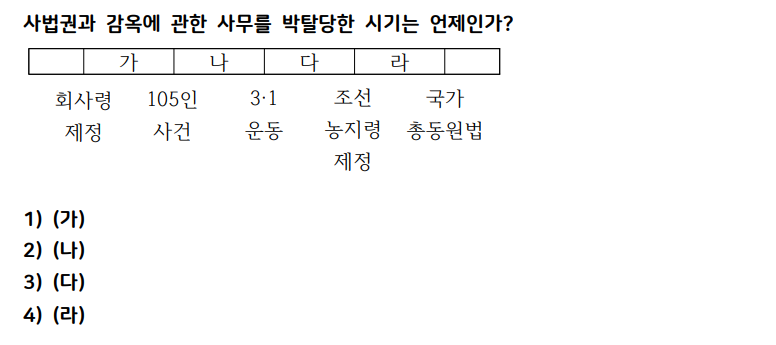 사법권과 감옥에 관한 사무를 박탈당한 시기는 언제인가?
가 나 다 라
회사령 105인 3·1 조선 국가
제정 사건 운동 농지령 총동원법
제정
1) (가)
2) (나)
3) (다)
4) (라)